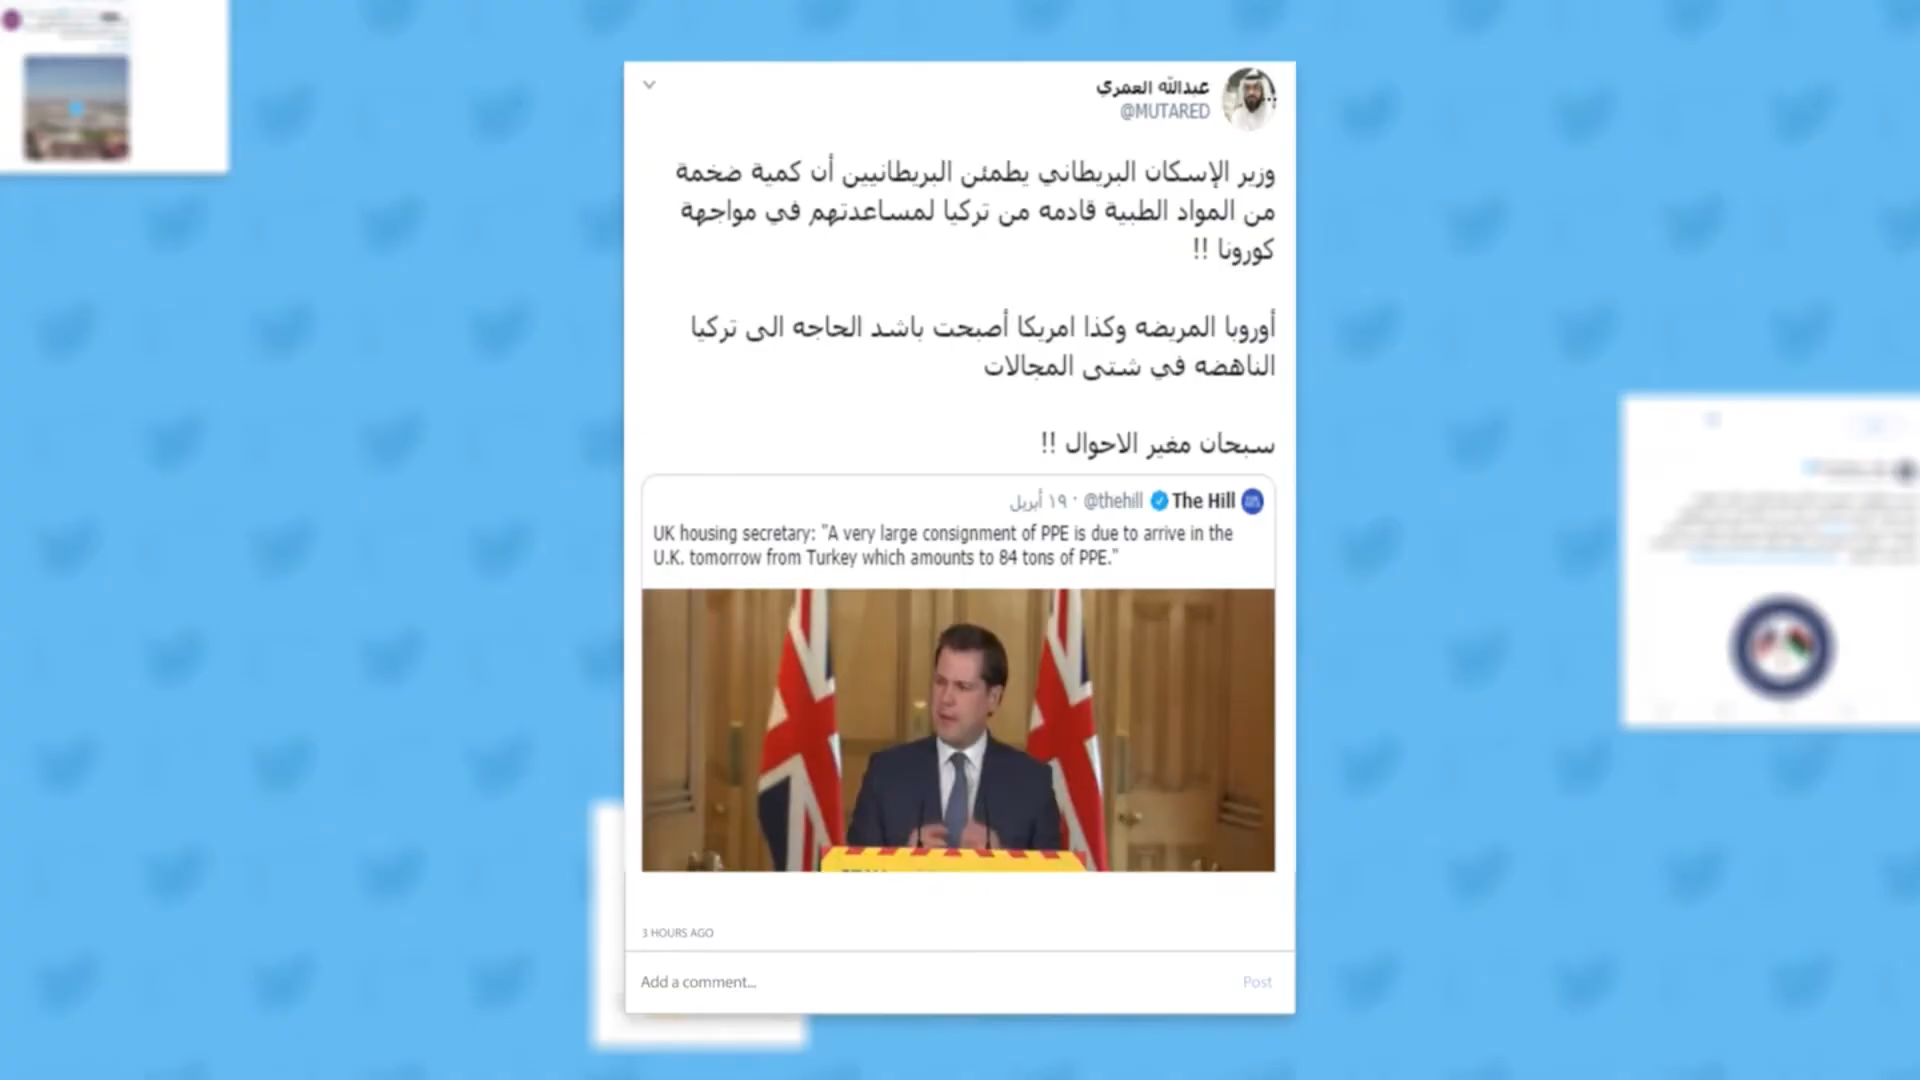 عبدالله العمري
@MUTARED
وزير الإسكان البريطاني يطمئن البريطانيين أن كمية ضخمة
من المواد الطبية قادمه من تركيا لمساعدتهم في مواجهة
كورونا !!
أوروبا المريضه وكذا امريكا أصبحت باشد الحاجه الى تركيا
الناهضه في شتى المجالات
سبحان مغير الاحوال !!
The Hill @thehill · ١٩ أبريل
UK housing secretary: "A very large consignment of PPE is due to arrive in the
U.K. tomorrow from Turkey which amounts to 84 tons of PPE."
3 HOURS AGO
Add a comment... Post